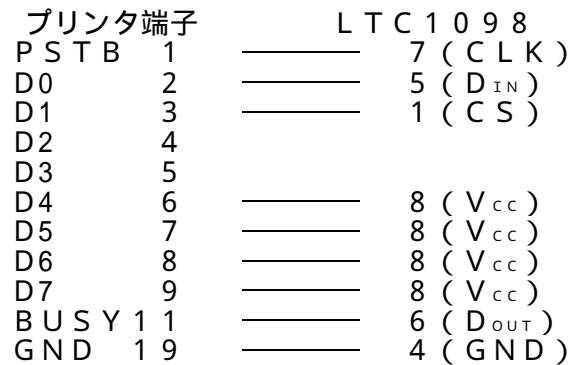 プリンタ端子 LTC1098
PSTB 1 ――― 7(CLK)
D0 2 ――― 5(DIN)
D1 3 ――― 1(CS)
D2 4
D3 5
D4 6 ――― 8(Vcc)
D5 7 ――― 8(Vcc)
D6 8 ――― 8(Vcc)
D7 9 ――― 8(Vcc)
BUSY11 ――― 6(DOUT)
GND 19 ――― 4(GND)